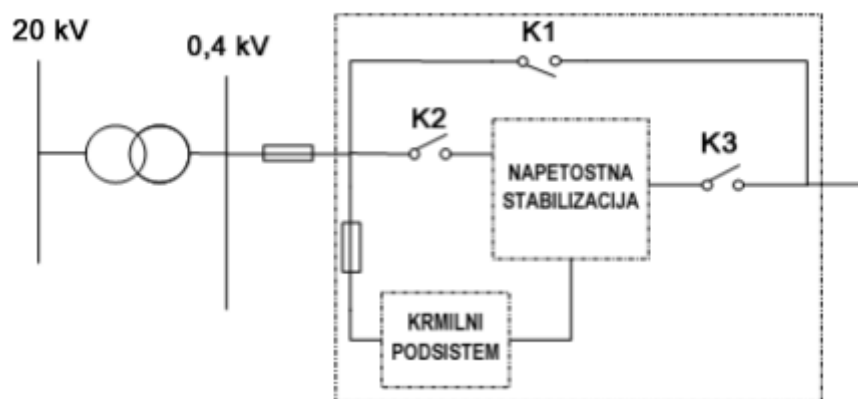 20 kV
0,4 kV
K1
K2
K3
NAPETOSTNA
STABILIZACIJA
KRMILNI
PODSISTEM